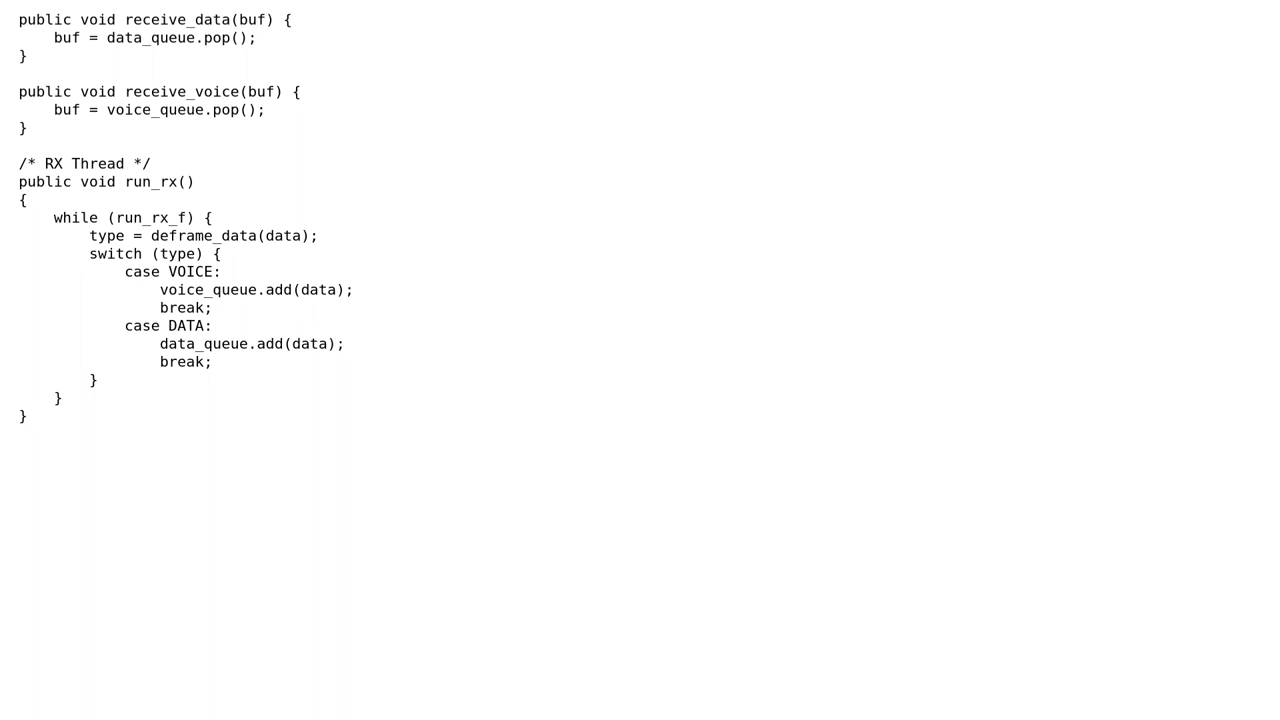 public void receive_data(buf) {
    buf = data_queue.pop();
}

public void receive_voice(buf) {
    buf = voice_queue.pop();
}

/* RX Thread */
public void run_rx()
{
    while (run_rx_f) {
        type = deframe_data(data);
        switch (type) {
            case VOICE:
                voice_queue.add(data);
                break;
            case DATA:
                data_queue.add(data);
                break;
        }
    }
}